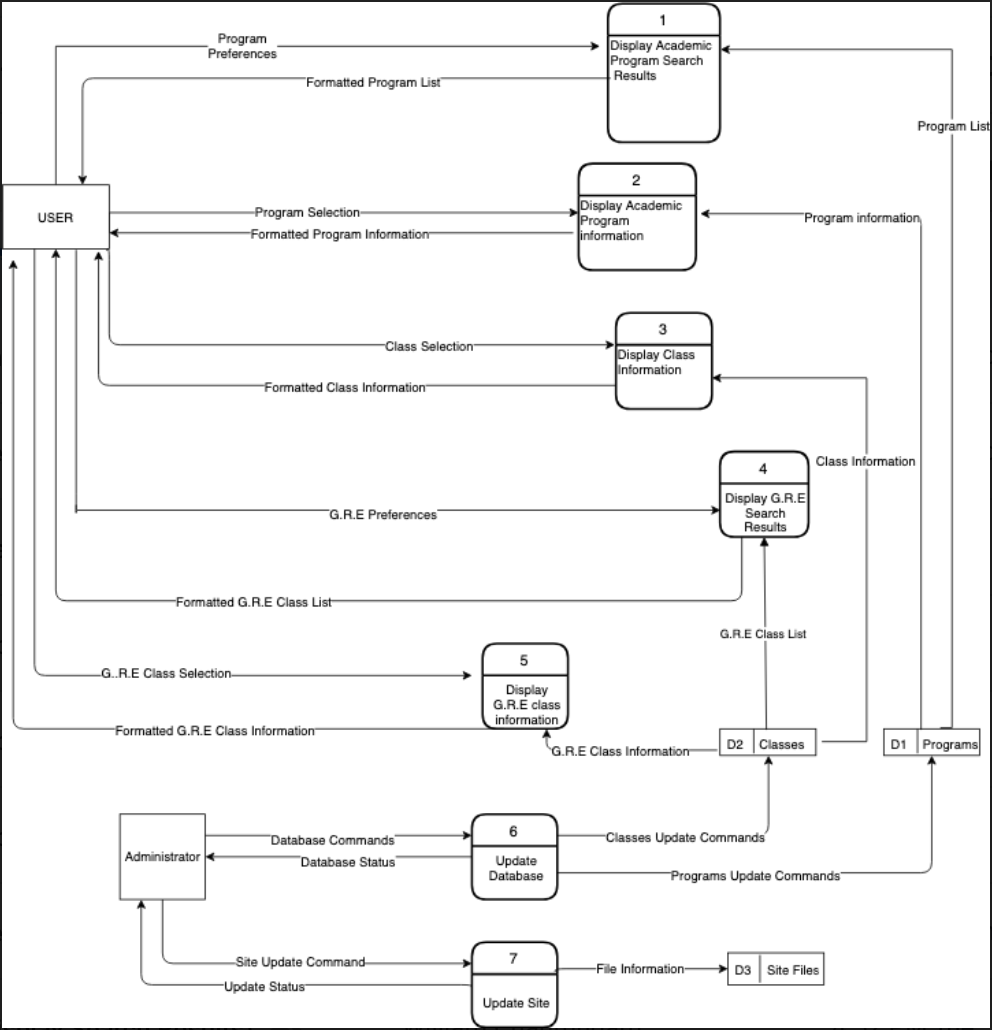 1
Program
Preferences
Display Academic
Program Search
Results
Formatted Program List
Program List
2
USER
Program Selection
Display Academic
Program
information
Program information
Formatted Program Information
3
Class Selection
Display Class
Information
Formatted Class Information
Class Information
4
Display G.R.E
Search
Results
G.R.E Preferences
Formatted G.R.E Class List
G.R.E Class List
5
G..R.E Class Selection
Display
G.R.E class
information
Formatted G.R.E Class Information
G.R.E Class Information
D2 Classes
D1 Programs
6
Database Commands
Classes Update Commands
Administrator
Database Status
Update
Database
Programs Update Commands
7
Site Update Command
File Information
D3 Site Files
Update Status
Update Site